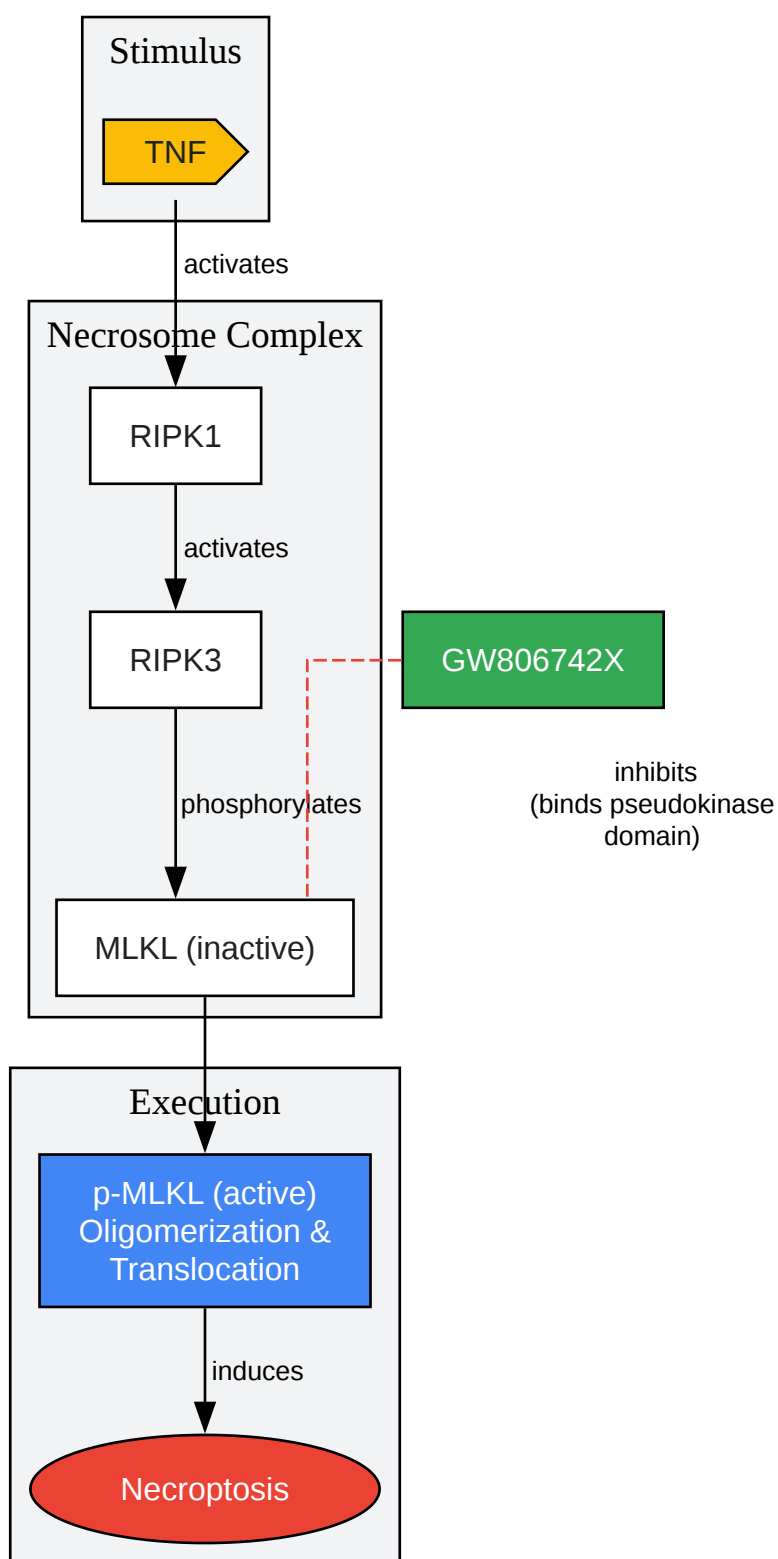 Stimulus
TNF
activates
Necrosome Complex
RIPK1
activates
RIPK3
GW806742X
inhibits
(binds pseudokinase
domain)
phosphorylates
MLKL (inactive)
Execution
p-MLKL (active)
Oligomerization &
Translocation
induces
Necroptosis